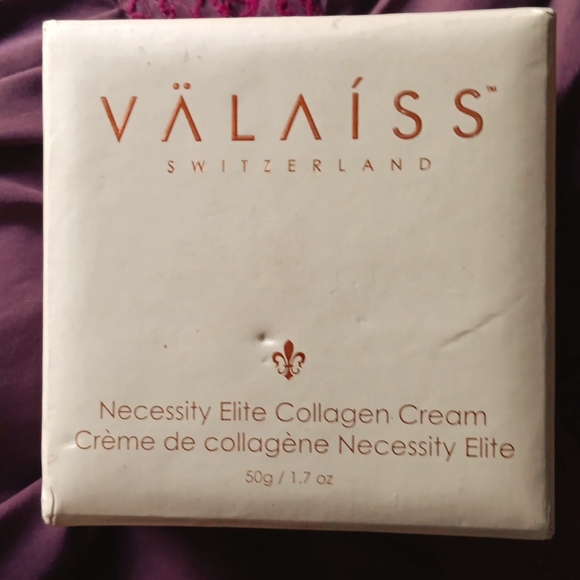 VÄLAÍSS™
SWITZERLAND
Necessity Elite Collagen Cream
Crème de collagène Necessity Elite
50g / 1.7 oz